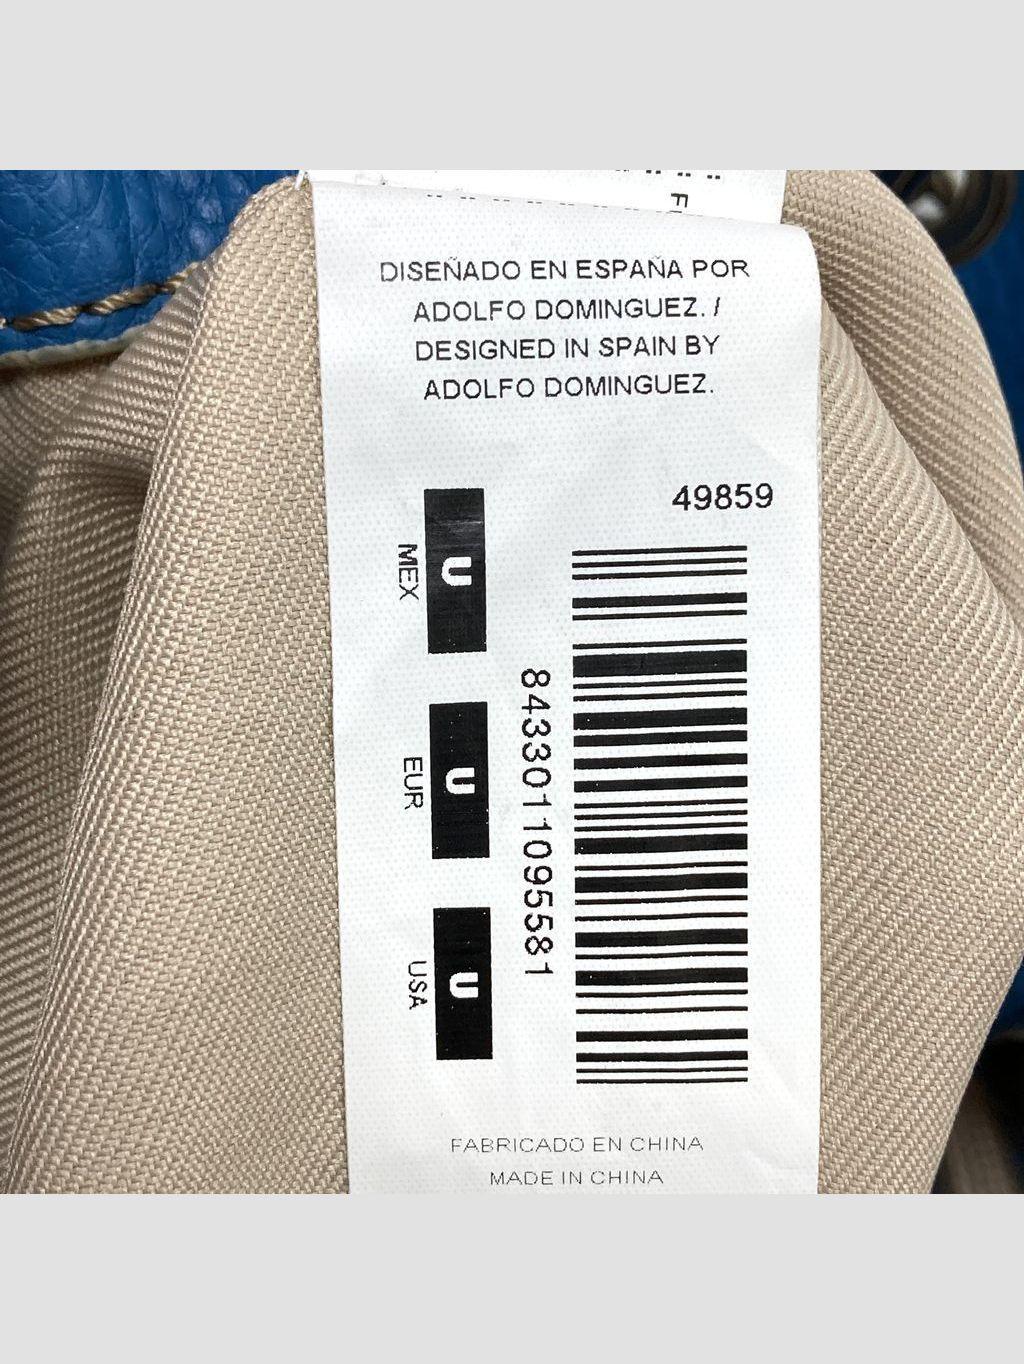 DISEÑADO EN ESPAÑA POR
ADOLFO DOMINGUEZ. /
DESIGNED IN SPAIN BY
ADOLFO DOMINGUEZ.
49859
8433011095581
U
MEX
U
EUR
U
USA
FABRICADO EN CHINA
MADE IN CHINA